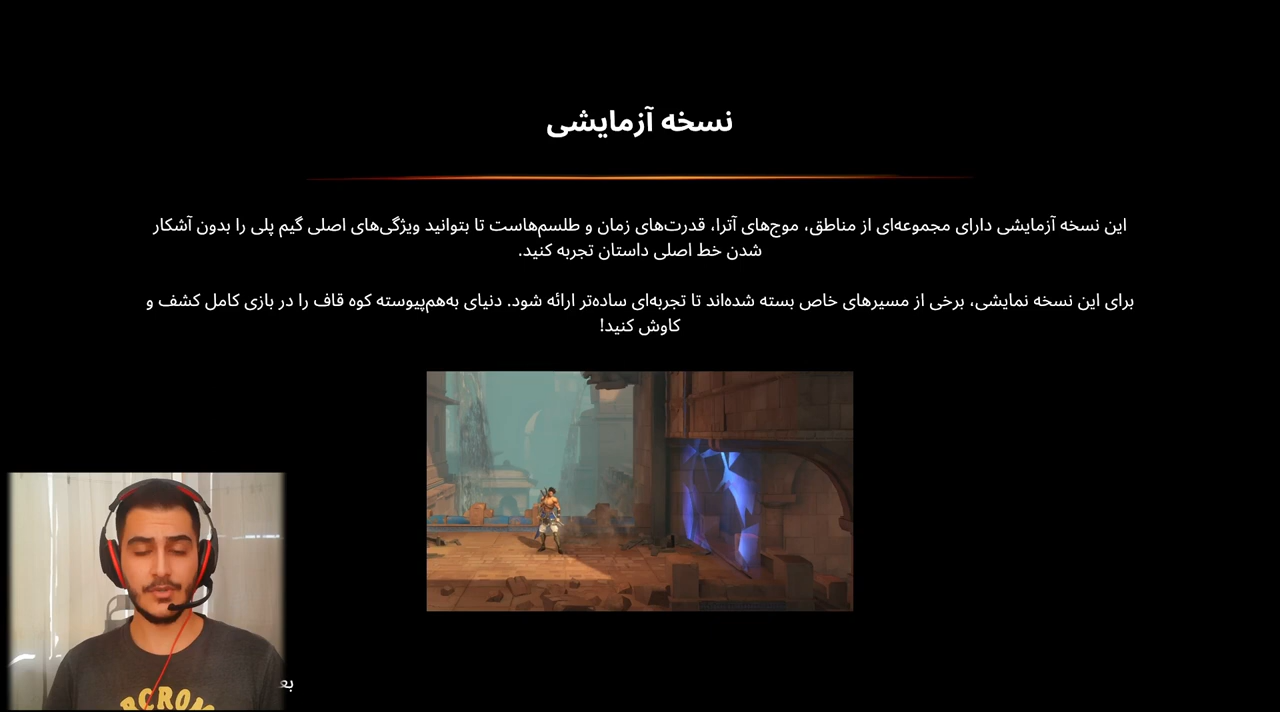 نسخه آزمایشی
این نسخه آزمایشی دارای مجموعه‌ای از مناطق، موج‌های آترا، قدرت‌های زمان و طلسم‌هاست تا بتوانید ویژگی‌های اصلی گیم پلی را بدون آشکار
شدن خط اصلی داستان تجربه کنید.
برای این نسخه نمایشی، برخی از مسیرهای خاص بسته شده‌اند تا تجربه‌ای ساده‌تر ارائه شود. دنیای به‌هم‌پیوسته کوه قاف را در بازی کامل کشف و
کاوش کنید!